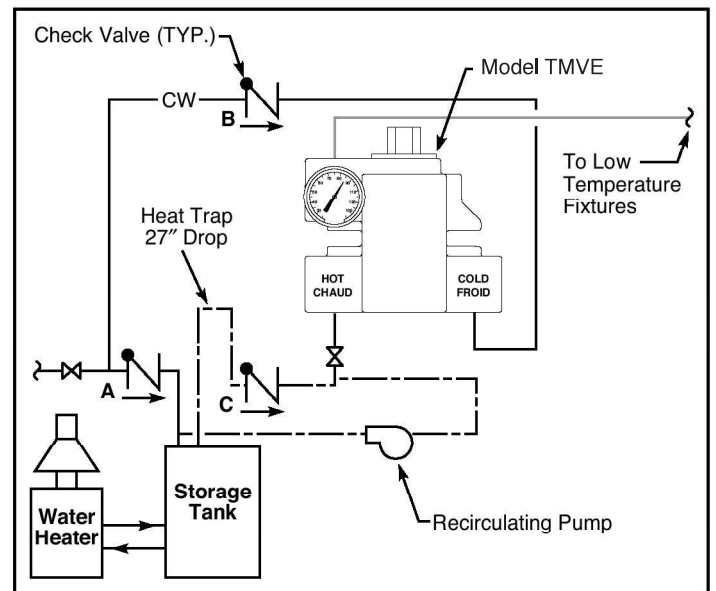 Check Valve (TYP.)
Model TMVE
CW
B
To Low
Temperature
Fixtures
Heat Trap
27″ Drop
HOT
CHAUD
COLD
FROID
A
C
Storage
Tank
Water
Heater
Recirculating Pump